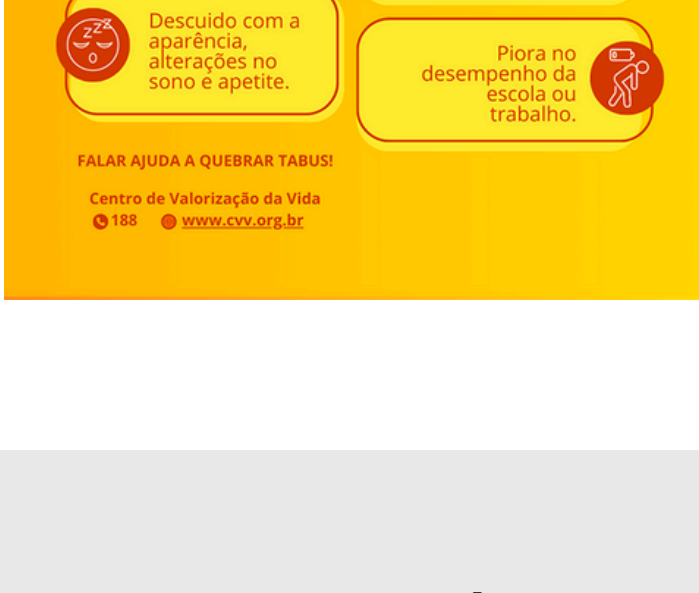 Descuido com a
aparência,
alterações no
sono e apetite.
Piora no
desempenho da
escola ou
trabalho.
FALAR AJUDA A QUEBRAR TABUS!
Centro de Valorização da Vida
188 www.cvv.org.br